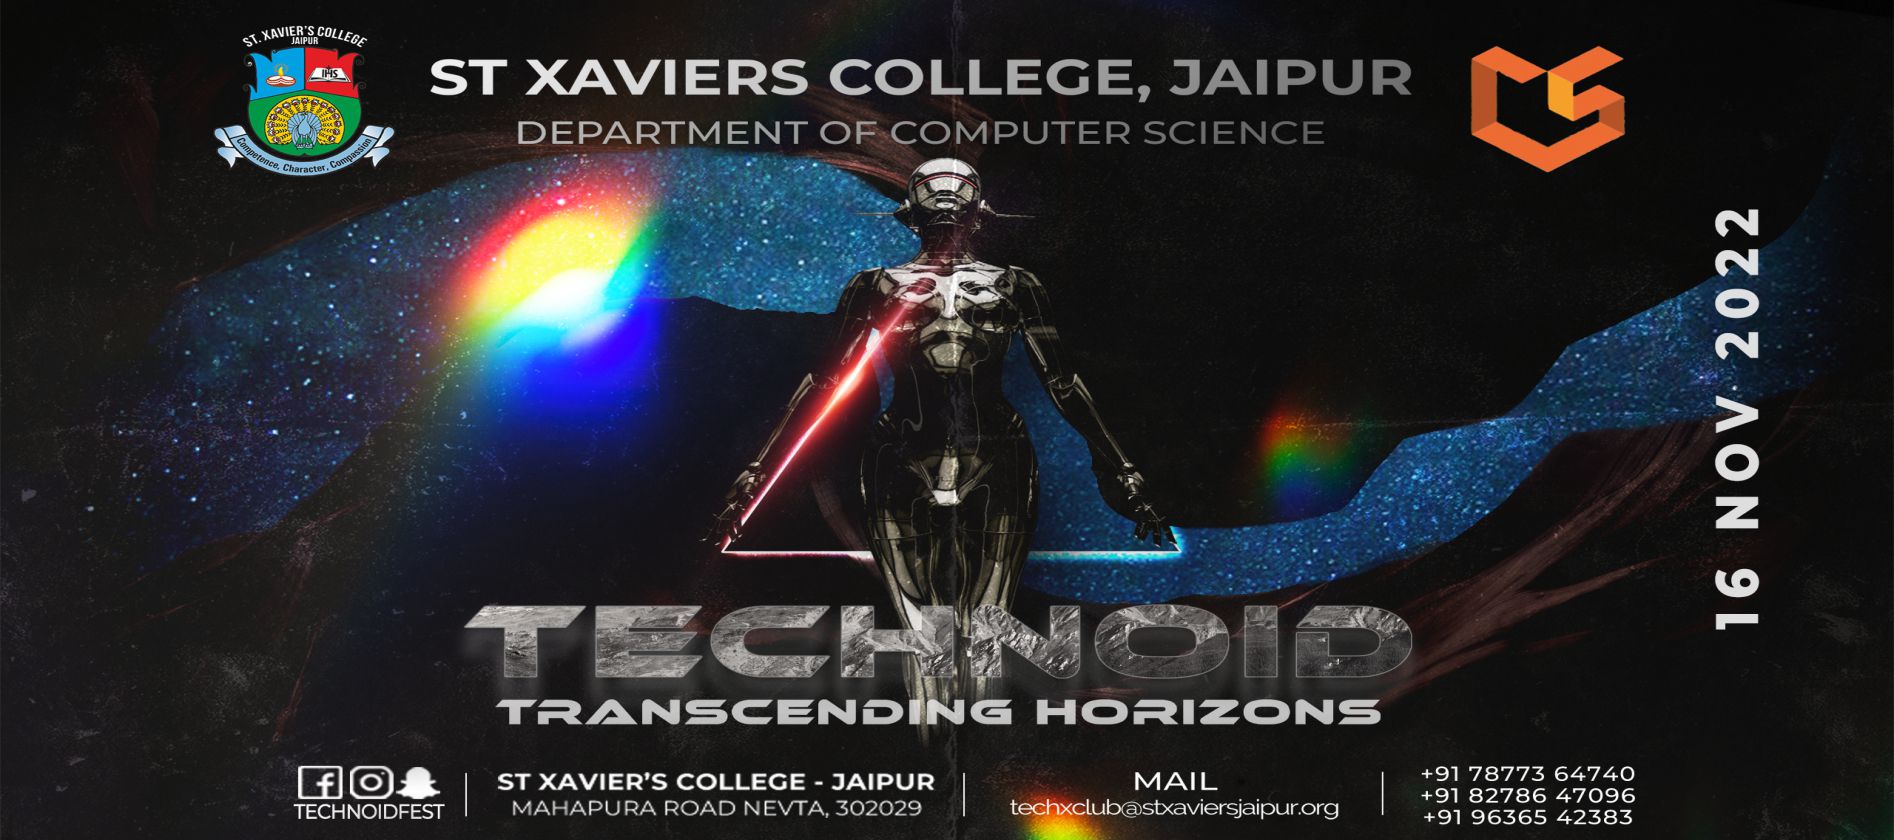 ST. XAVIER'S COLLEGE
JAIPUR
IHS
Competence, Character, Compassion
ST XAVIERS COLLEGE, JAIPUR
DEPARTMENT OF COMPUTER SCIENCE
CS
16 NOV 2022
TECHNOID
TRANSCENDING HORIZONS
TECHNOIDFEST
ST XAVIER'S COLLEGE - JAIPUR
MAHAPURA ROAD NEVTA, 302029
MAIL
techxclub@stxaviersjaipur.org
+91 78773 64740
+91 82786 47096
+91 96365 42383